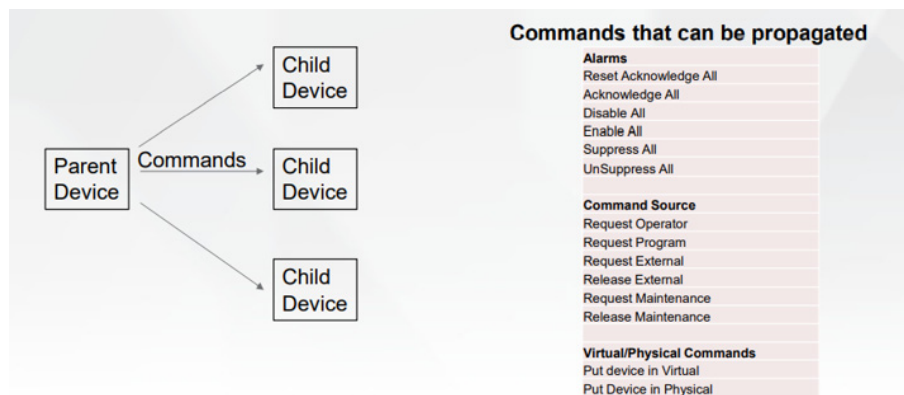 Commands that can be propagated
Child
Device
Parent
Device
Commands
Child
Device
Child
Device
Alarms
Reset Acknowledge All
Acknowledge All
Disable All
Enable All
Suppress All
UnSuppress All
Command Source
Request Operator
Request Program
Request External
Release External
Request Maintenance
Release Maintenance
Virtual/Physical Commands
Put device in Virtual
Put Device in Physical